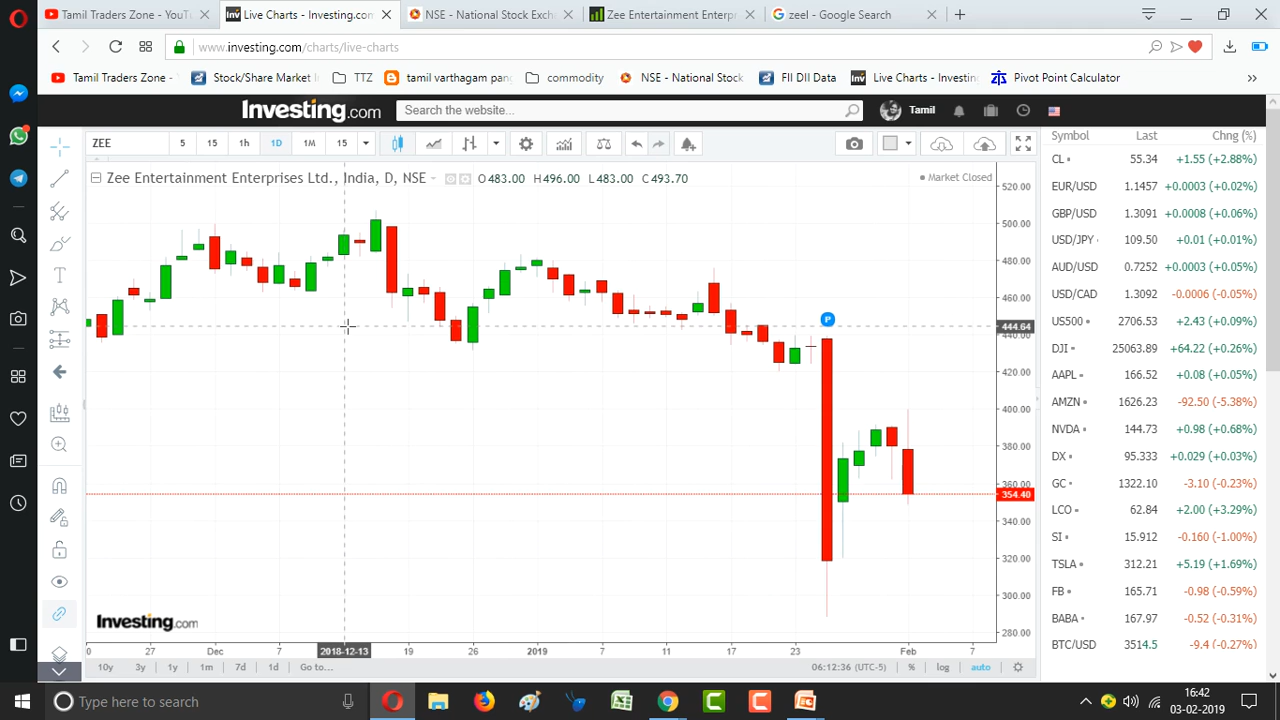 Tamil Traders Zone - YouTu
Live Charts - Investing.com
NSE - National Stock Exch
Zee Entertainment Enterpr
zeel - Google Search
www.investing.com/charts/live-charts
Tamil Traders Zone -
Stock/Share Market
TTZ
tamil varthagam pang
commodity
NSE - National Stock
FII DII Data
Live Charts - Investin
Pivot Point Calculator
Investing.com
Search the website...
Tamil
ZEE
5
15
1h
1D
1M
15
Zee Entertainment Enterprises Ltd., India, D, NSE
O483.00 H496.00 L483.00 C493.70
Market Closed
520.00
500.00
480.00
460.00
444.64
440.00
420.00
400.00
380.00
360.00
354.40
340.00
320.00
300.00
280.00
Investing.com
27
Dec
7
2018-12-13
19
26
2019
7
11
17
23
Feb
7
10y
3y
1y
1m
7d
1d
Go to...
06:12:36 (UTC-5)
%
log
auto
Symbol Last Chng (%)
CL 55.34 +1.55 (+2.88%)
EUR/USD 1.1457 +0.0003 (+0.02%)
GBP/USD 1.3091 +0.0008 (+0.06%)
USD/JPY 109.50 +0.01 (+0.01%)
AUD/USD 0.7252 +0.0003 (+0.05%)
USD/CAD 1.3092 -0.0006 (-0.05%)
US500 2706.53 +2.43 (+0.09%)
DJI 25063.89 +64.22 (+0.26%)
AAPL 166.52 +0.08 (+0.05%)
AMZN 1626.23 -92.50 (-5.38%)
NVDA 144.73 +0.98 (+0.68%)
DX 95.333 +0.029 (+0.03%)
GC 1322.10 -3.10 (-0.23%)
LCO 62.84 +2.00 (+3.29%)
SI 15.912 -0.160 (-1.00%)
TSLA 312.21 +5.19 (+1.69%)
FB 165.71 -0.98 (-0.59%)
BABA 167.97 -0.52 (-0.31%)
BTC/USD 3514.5 -9.4 (-0.27%)
P
Type here to search
16:42
03-02-2019